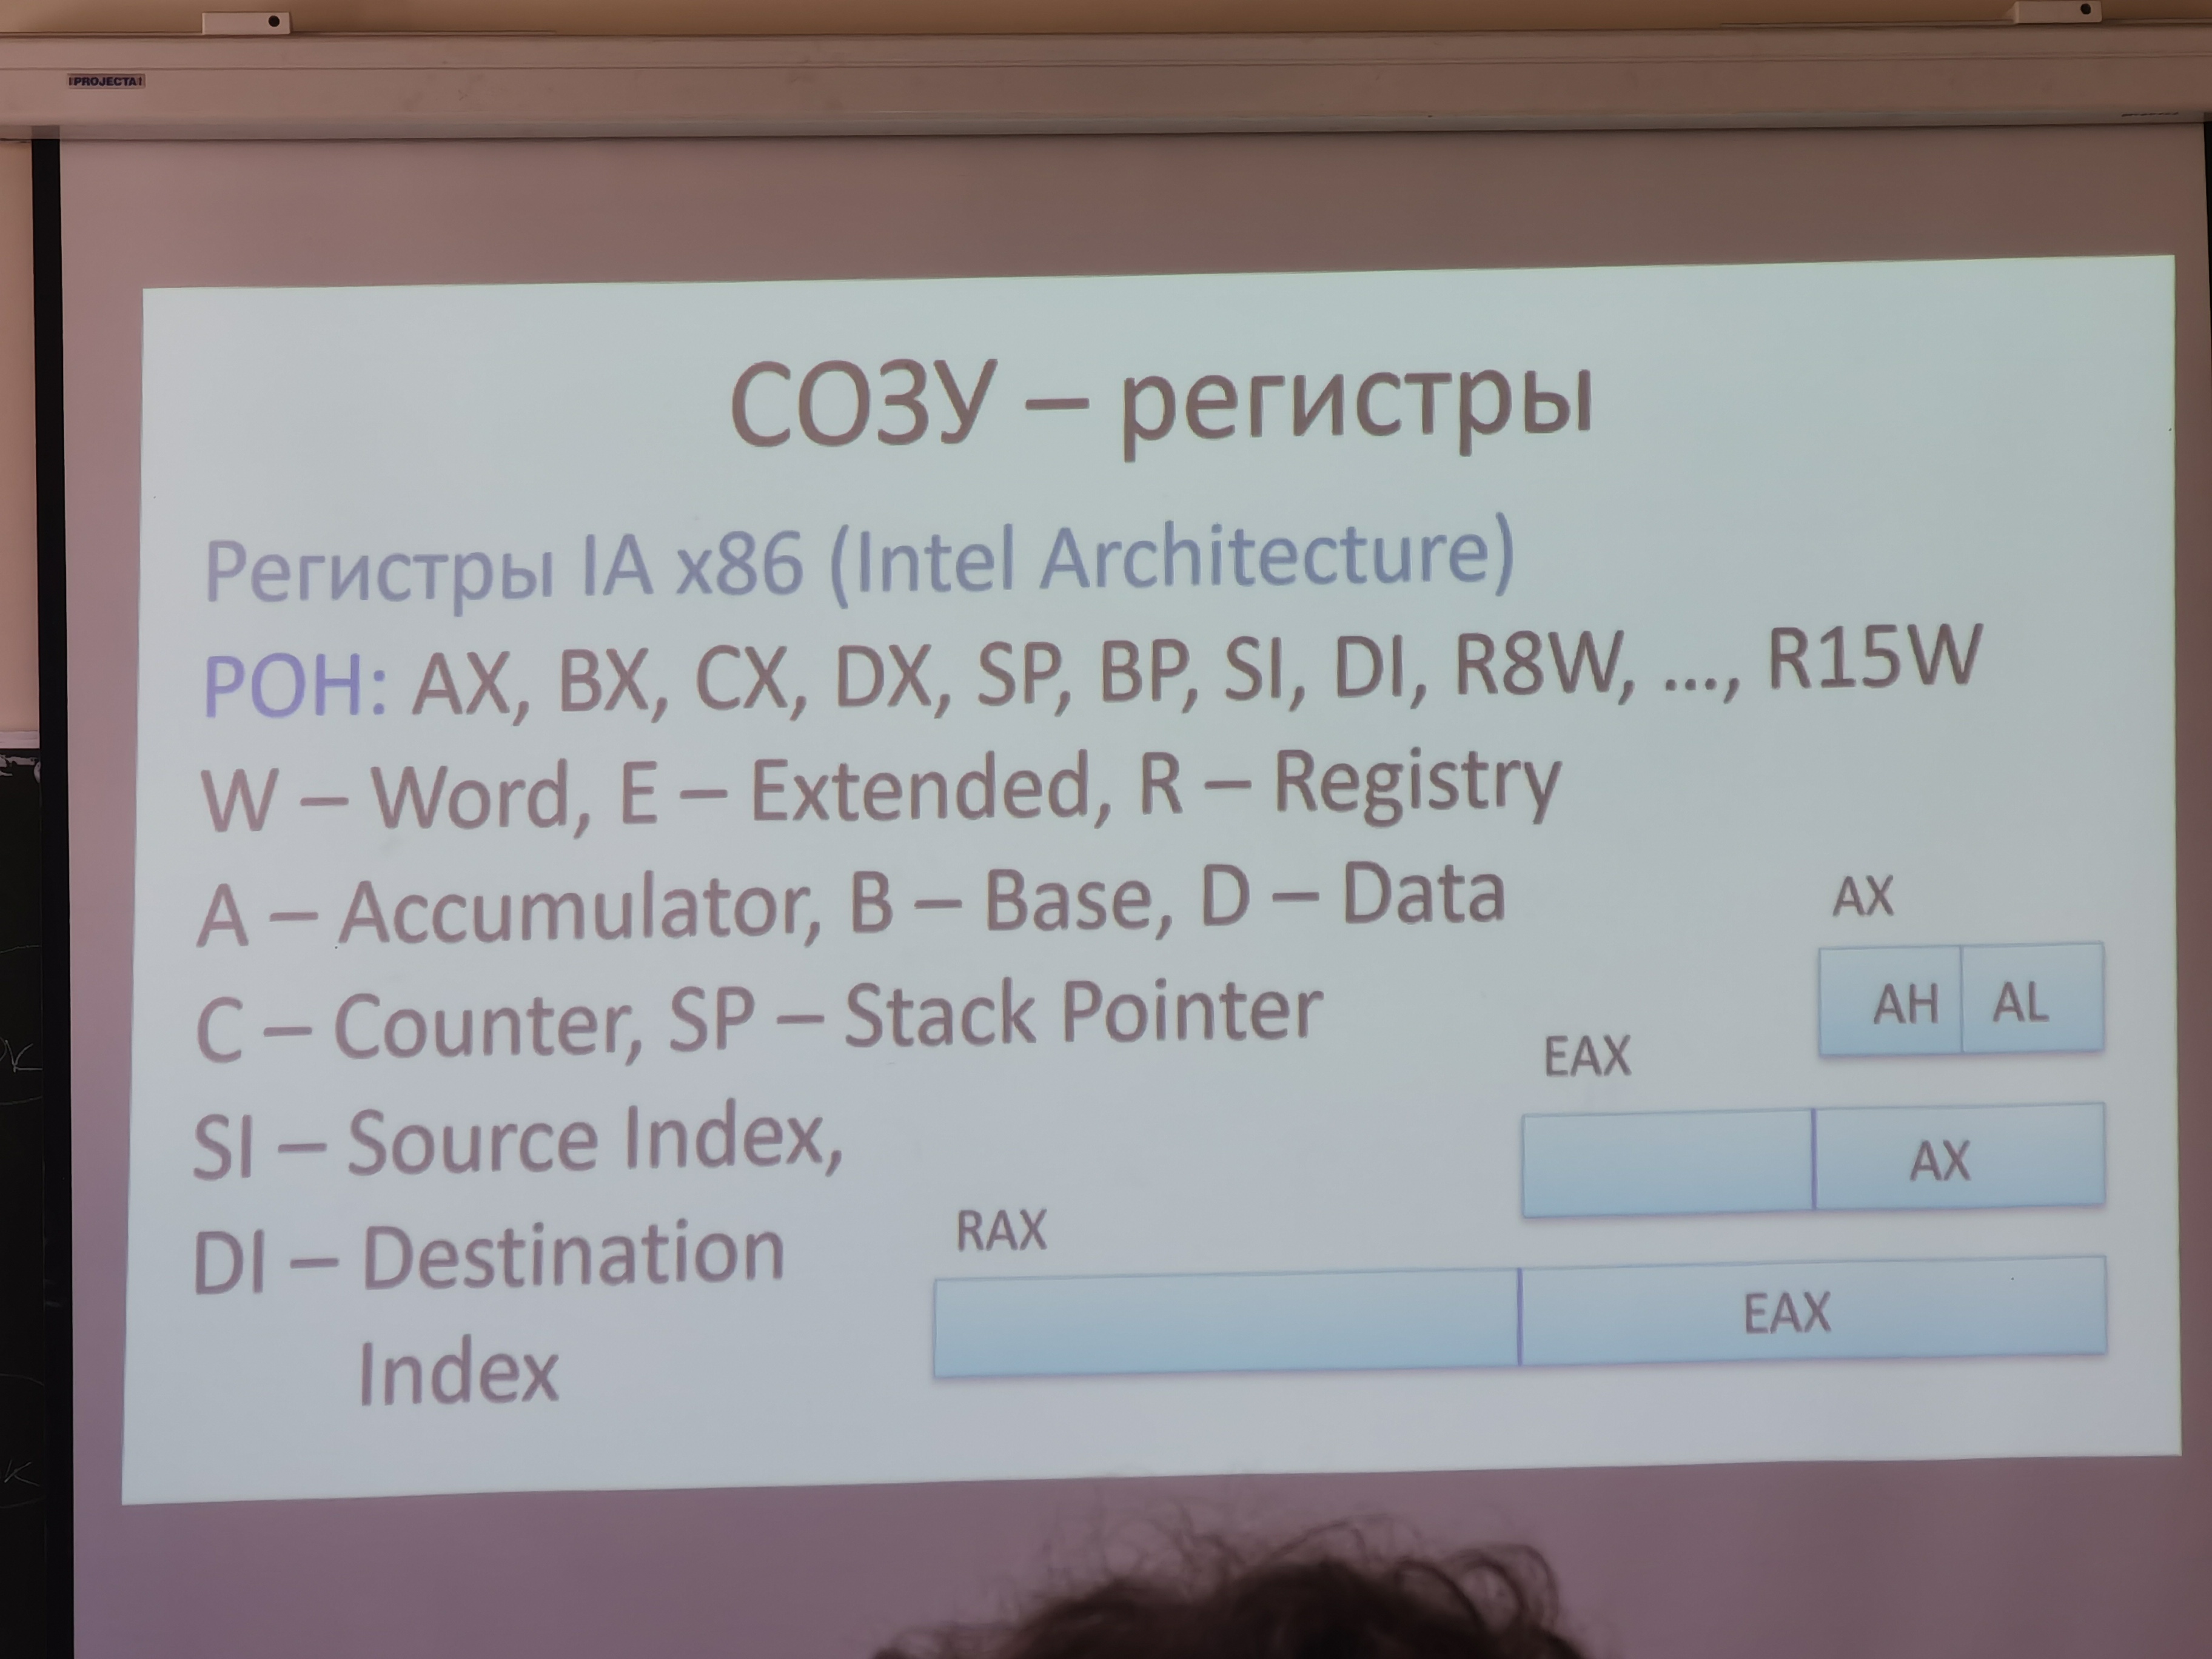 PROJECTA
СОЗУ – регистры
Регистры IA x86 (Intel Architecture)
РОН: AX, BX, CX, DX, SP, BP, SI, DI, R8W, ..., R15W
W – Word, E – Extended, R – Registry
A – Accumulator, B – Base, D – Data
C – Counter, SP – Stack Pointer
SI – Source Index,
DI – Destination
Index
AX
AH AL
EAX
AX
RAX
EAX